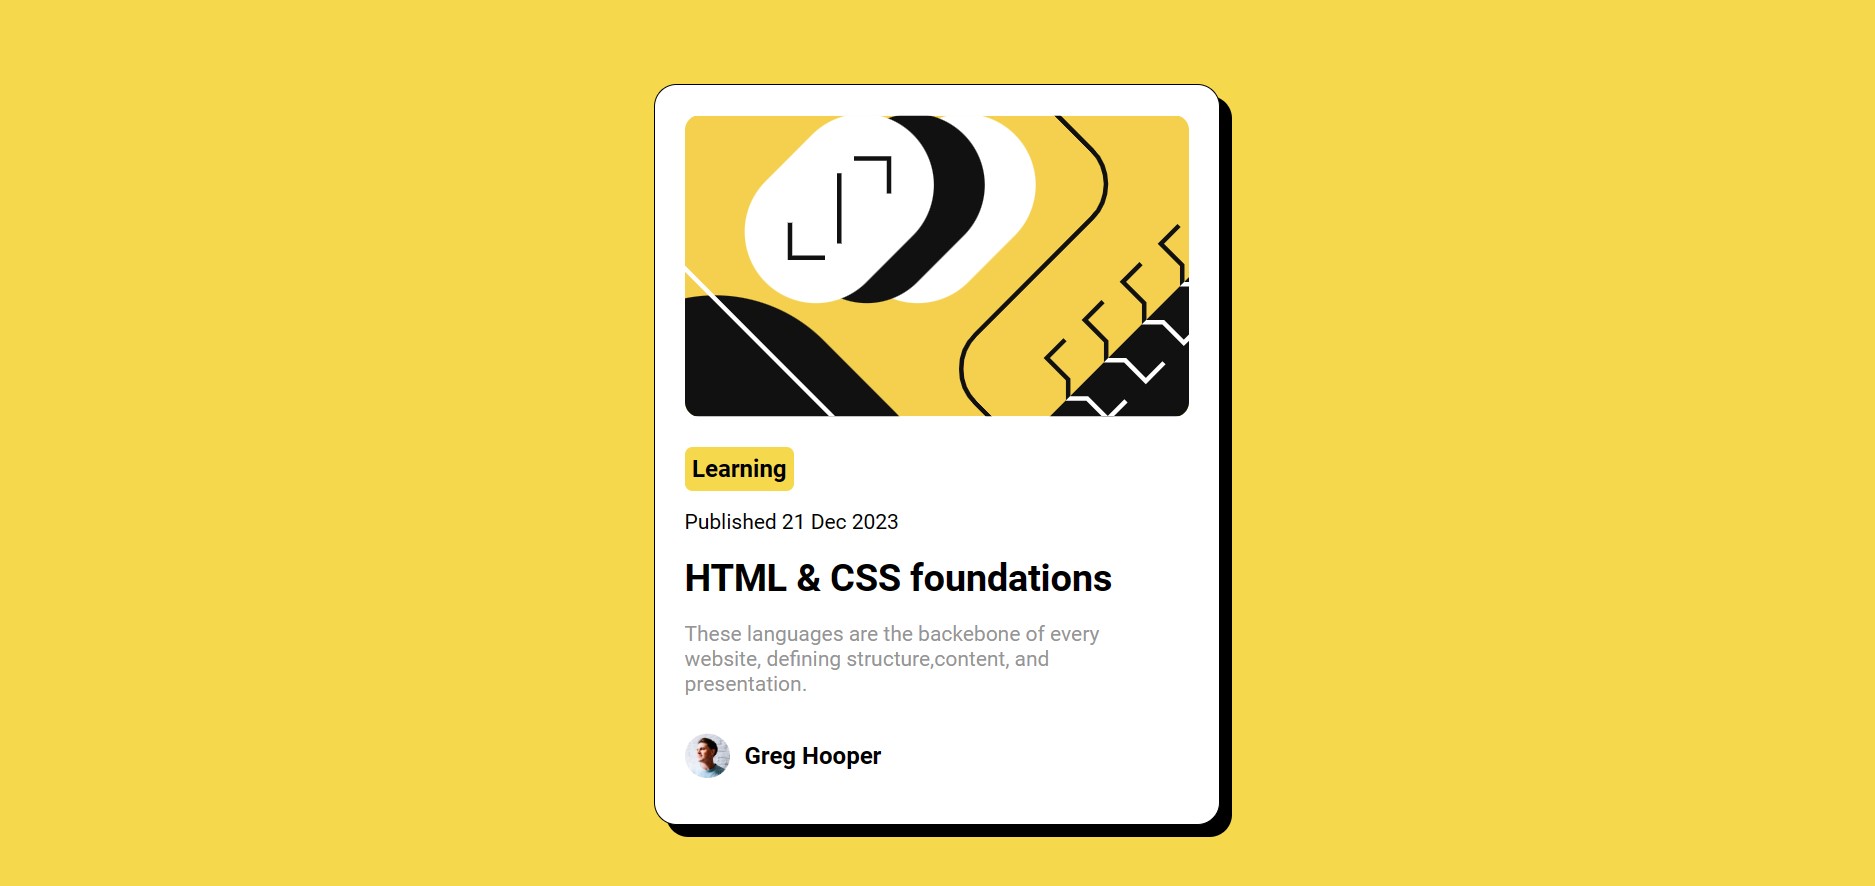 Learning
Published 21 Dec 2023
HTML & CSS foundations
These languages are the backebone of every
website, defining structure,content, and
presentation.
Greg Hooper